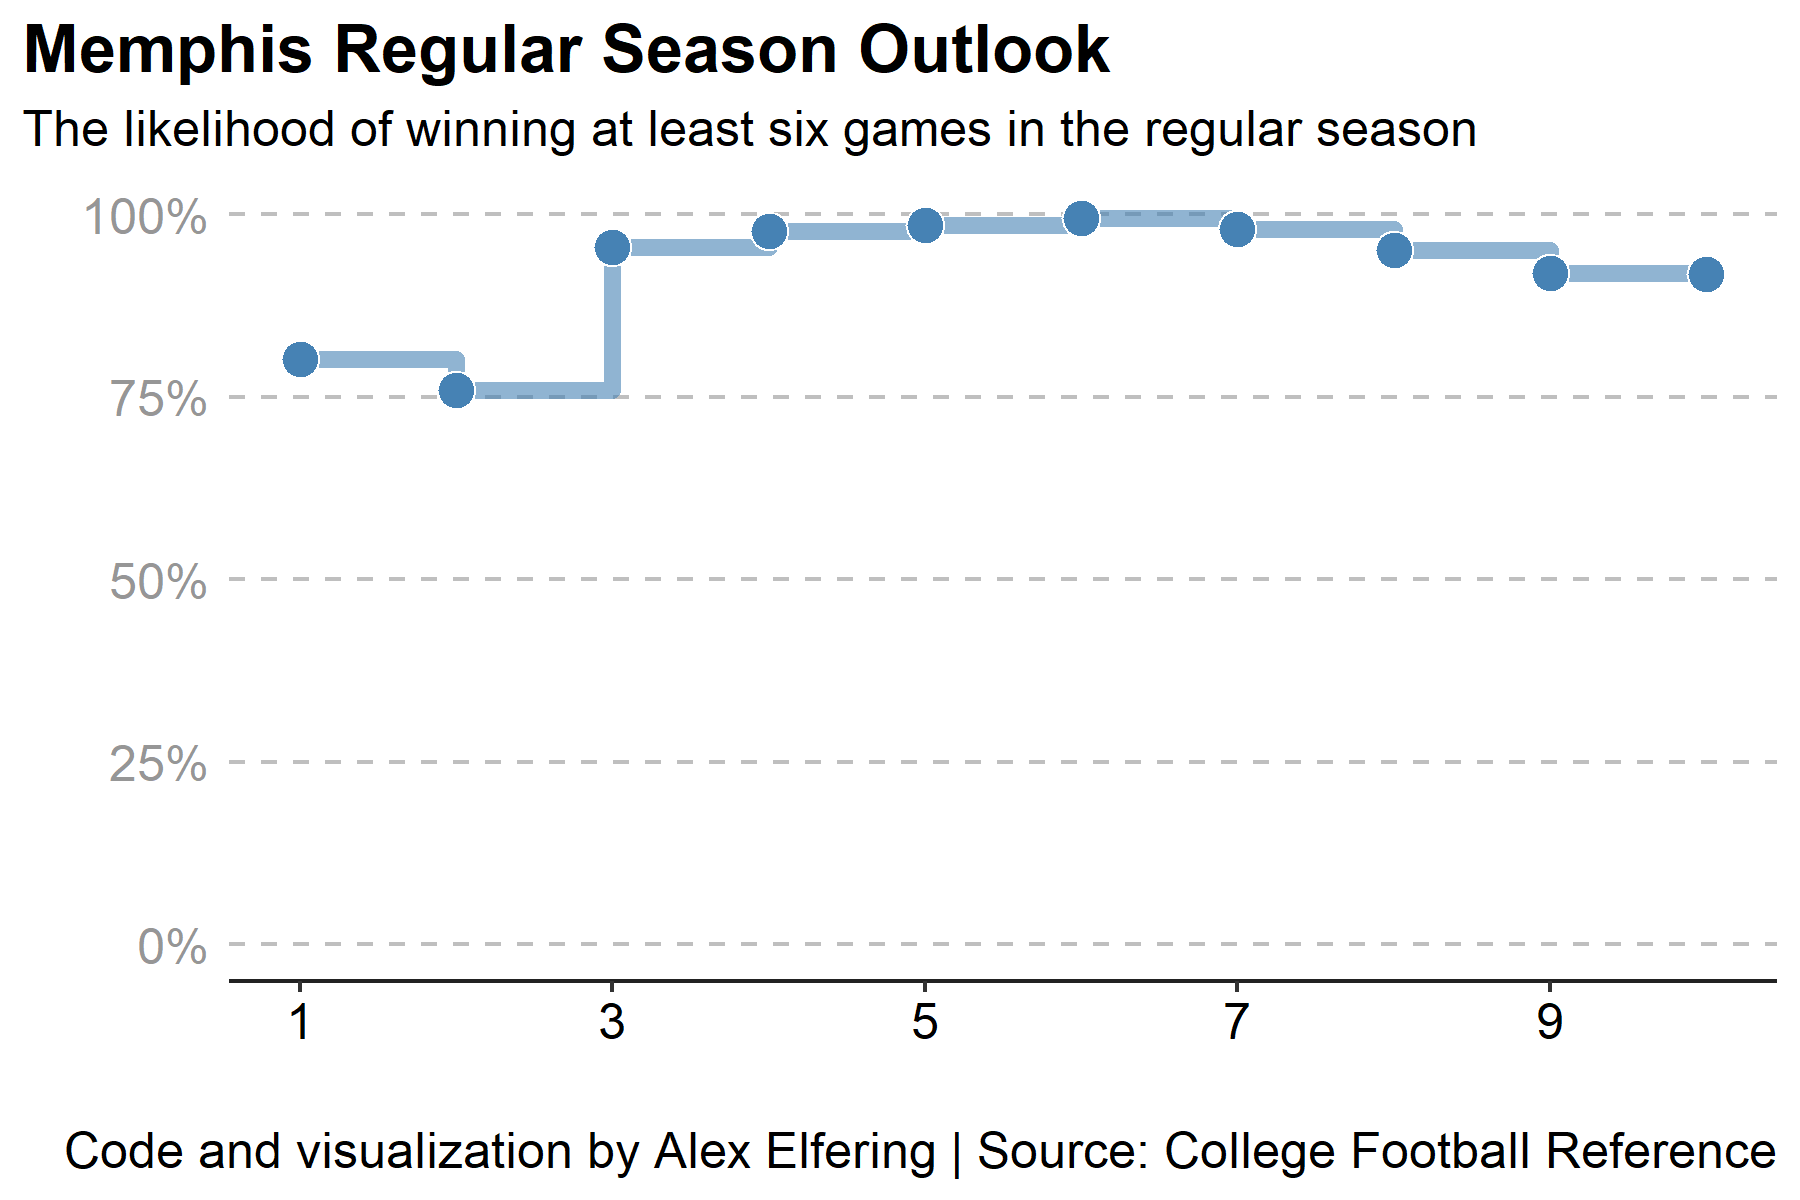 Memphis Regular Season Outlook
The likelihood of winning at least six games in the regular season
100%
75%
50%
25%
0%
1 3 5 7 9
Code and visualization by Alex Elfering | Source: College Football Reference